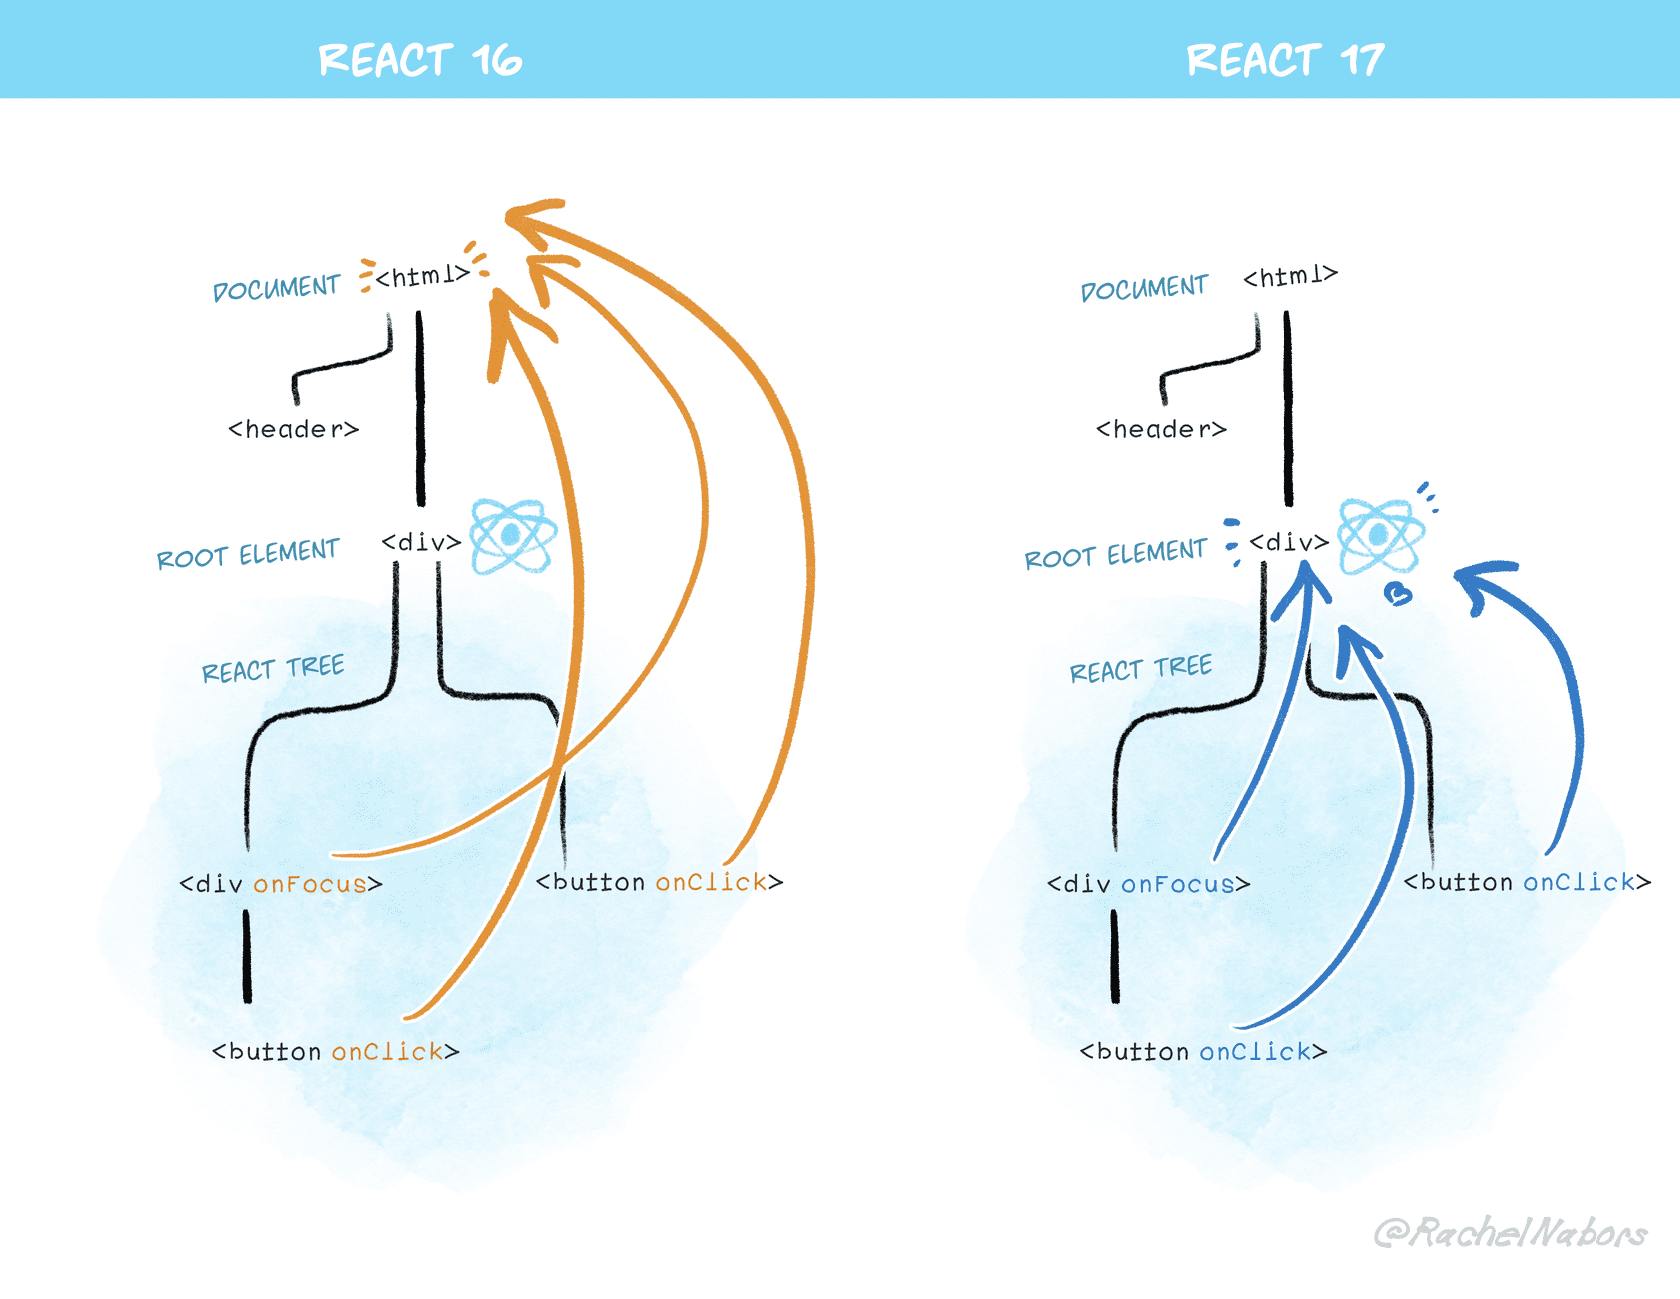 REACT 16
DOCUMENT <html>
<header>
ROOT ELEMENT <div>
REACT TREE
<div onFocus>
<button onClick>
<button onClick>
REACT 17
DOCUMENT <html>
<header>
ROOT ELEMENT <div>
REACT TREE
<div onFocus>
<button onClick>
<button onClick>
@RachelNabors